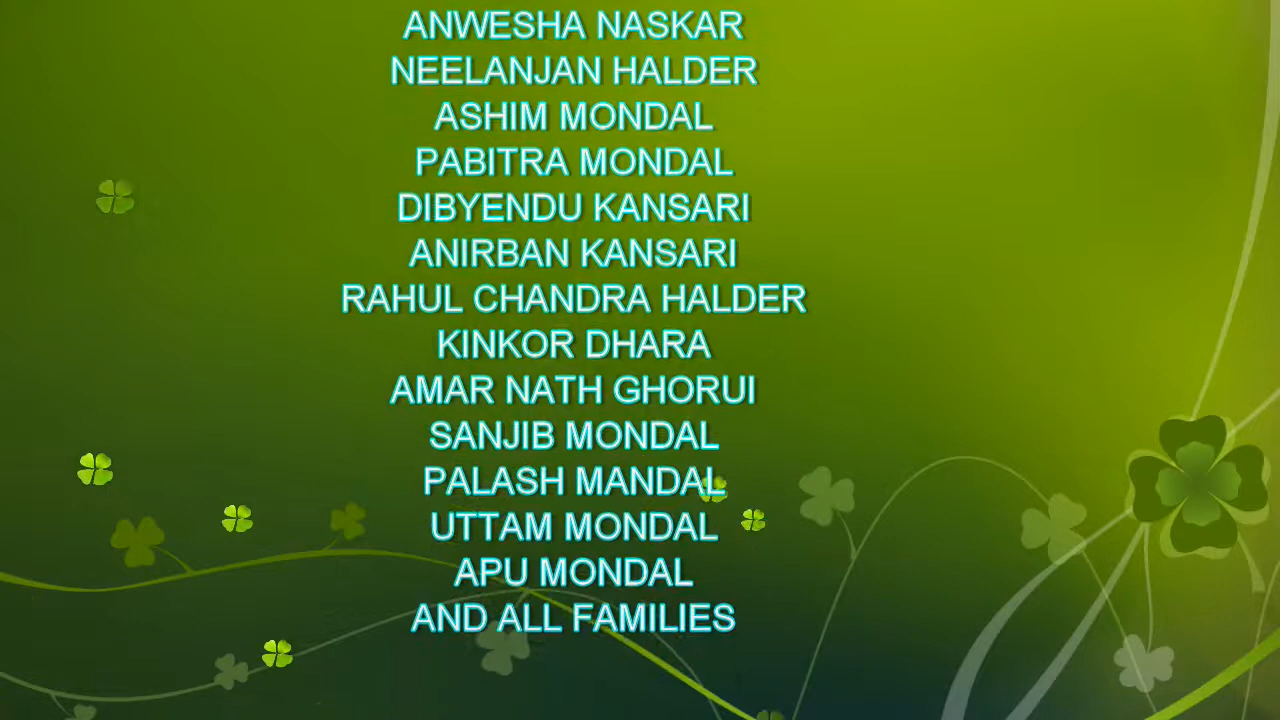 ANWESHA NASKAR
NEELANJAN HALDER
ASHIM MONDAL
PABITRA MONDAL
DIBYENDU KANSARI
ANIRBAN KANSARI
RAHUL CHANDRA HALDER
KINKOR DHARA
AMAR NATH GHORUI
SANJIB MONDAL
PALASH MANDAL
UTTAM MONDAL
APU MONDAL
AND ALL FAMILIES